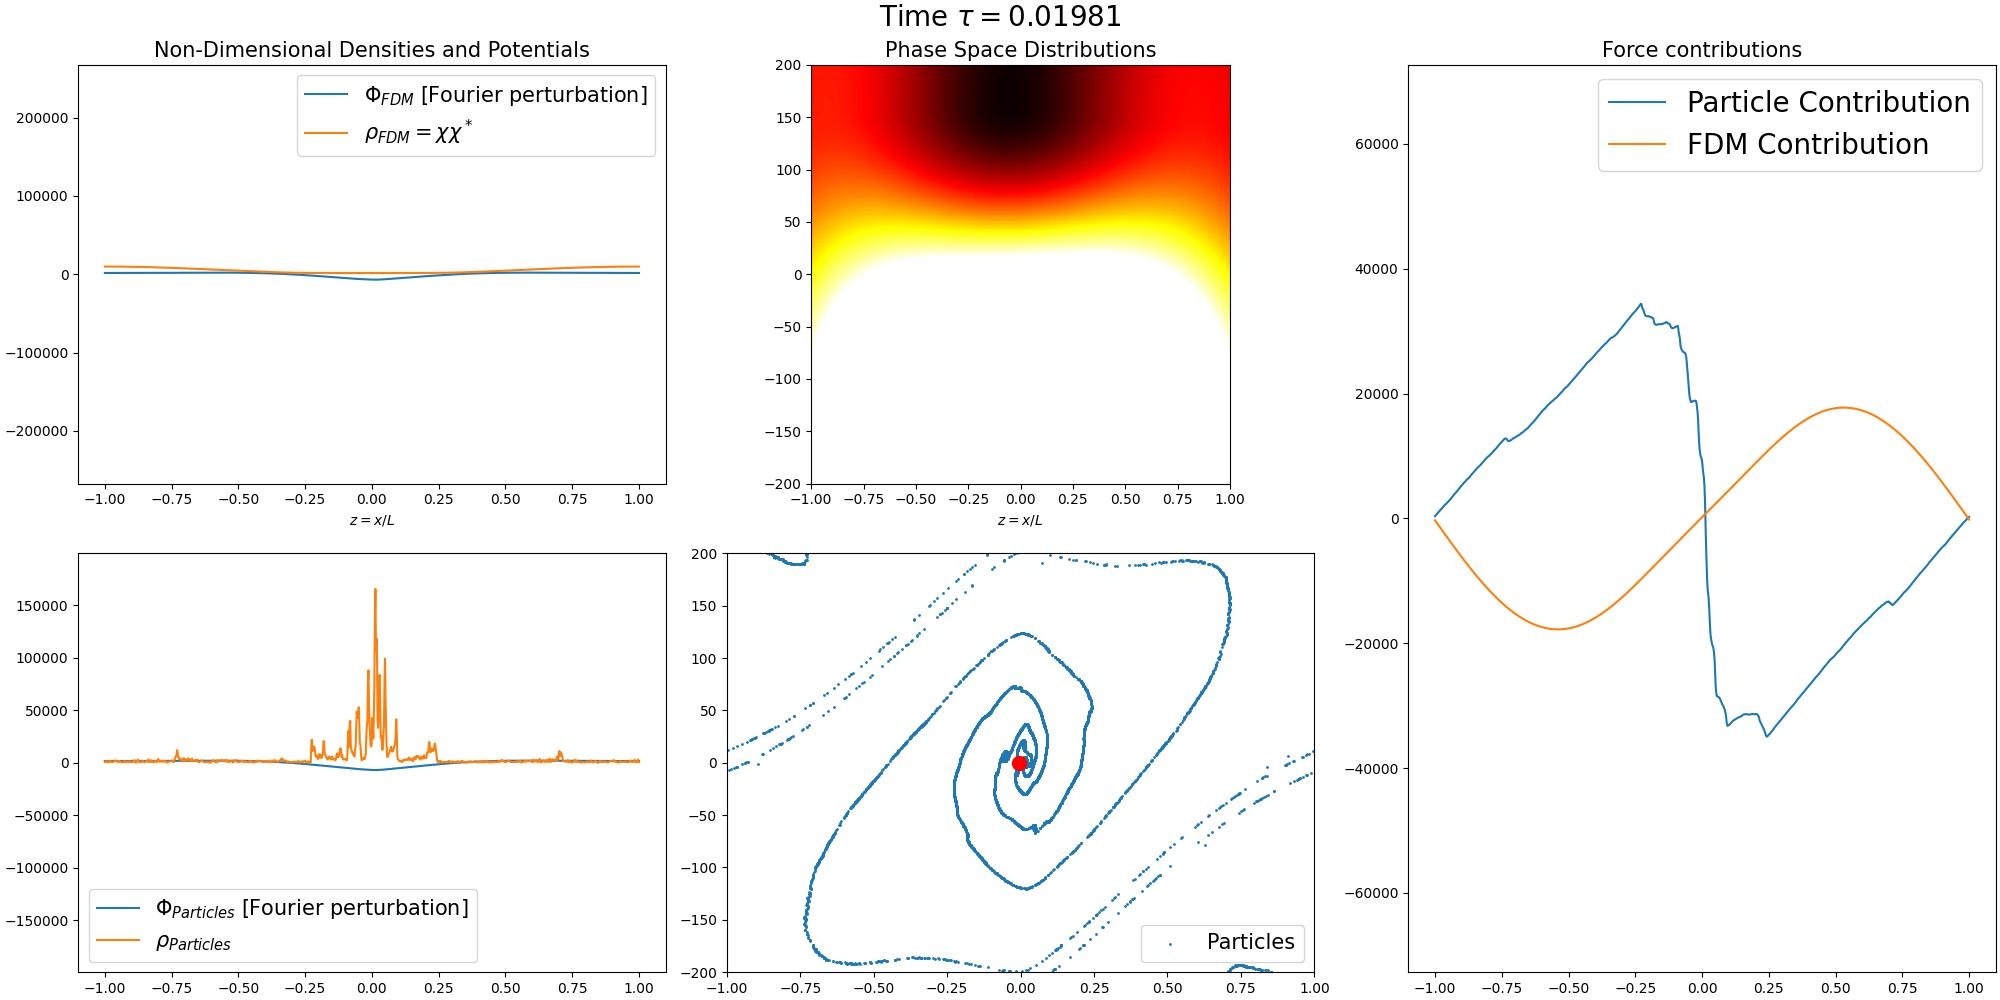 Time τ = 0.01981
Non-Dimensional Densities and Potentials
200000
100000
0
−100000
−200000
Φ_FDM [Fourier perturbation]
ρ_FDM = χχ*
−1.00 −0.75 −0.50 −0.25 0.00 0.25 0.50 0.75 1.00
z = x/L
Phase Space Distributions
200
150
100
50
0
−50
−100
−150
−200
−1.00 −0.75 −0.50 −0.25 0.00 0.25 0.50 0.75 1.00
z = x/L
Force contributions
Particle Contribution
FDM Contribution
60000
40000
20000
0
−20000
−40000
−60000
−1.00 −0.75 −0.50 −0.25 0.00 0.25 0.50 0.75 1.00
150000
100000
50000
0
−50000
−100000
−150000
Φ_Particles [Fourier perturbation]
ρ_Particles
−1.00 −0.75 −0.50 −0.25 0.00 0.25 0.50 0.75 1.00
200
150
100
50
0
−50
−100
−150
−200
Particles
−1.00 −0.75 −0.50 −0.25 0.00 0.25 0.50 0.75 1.00